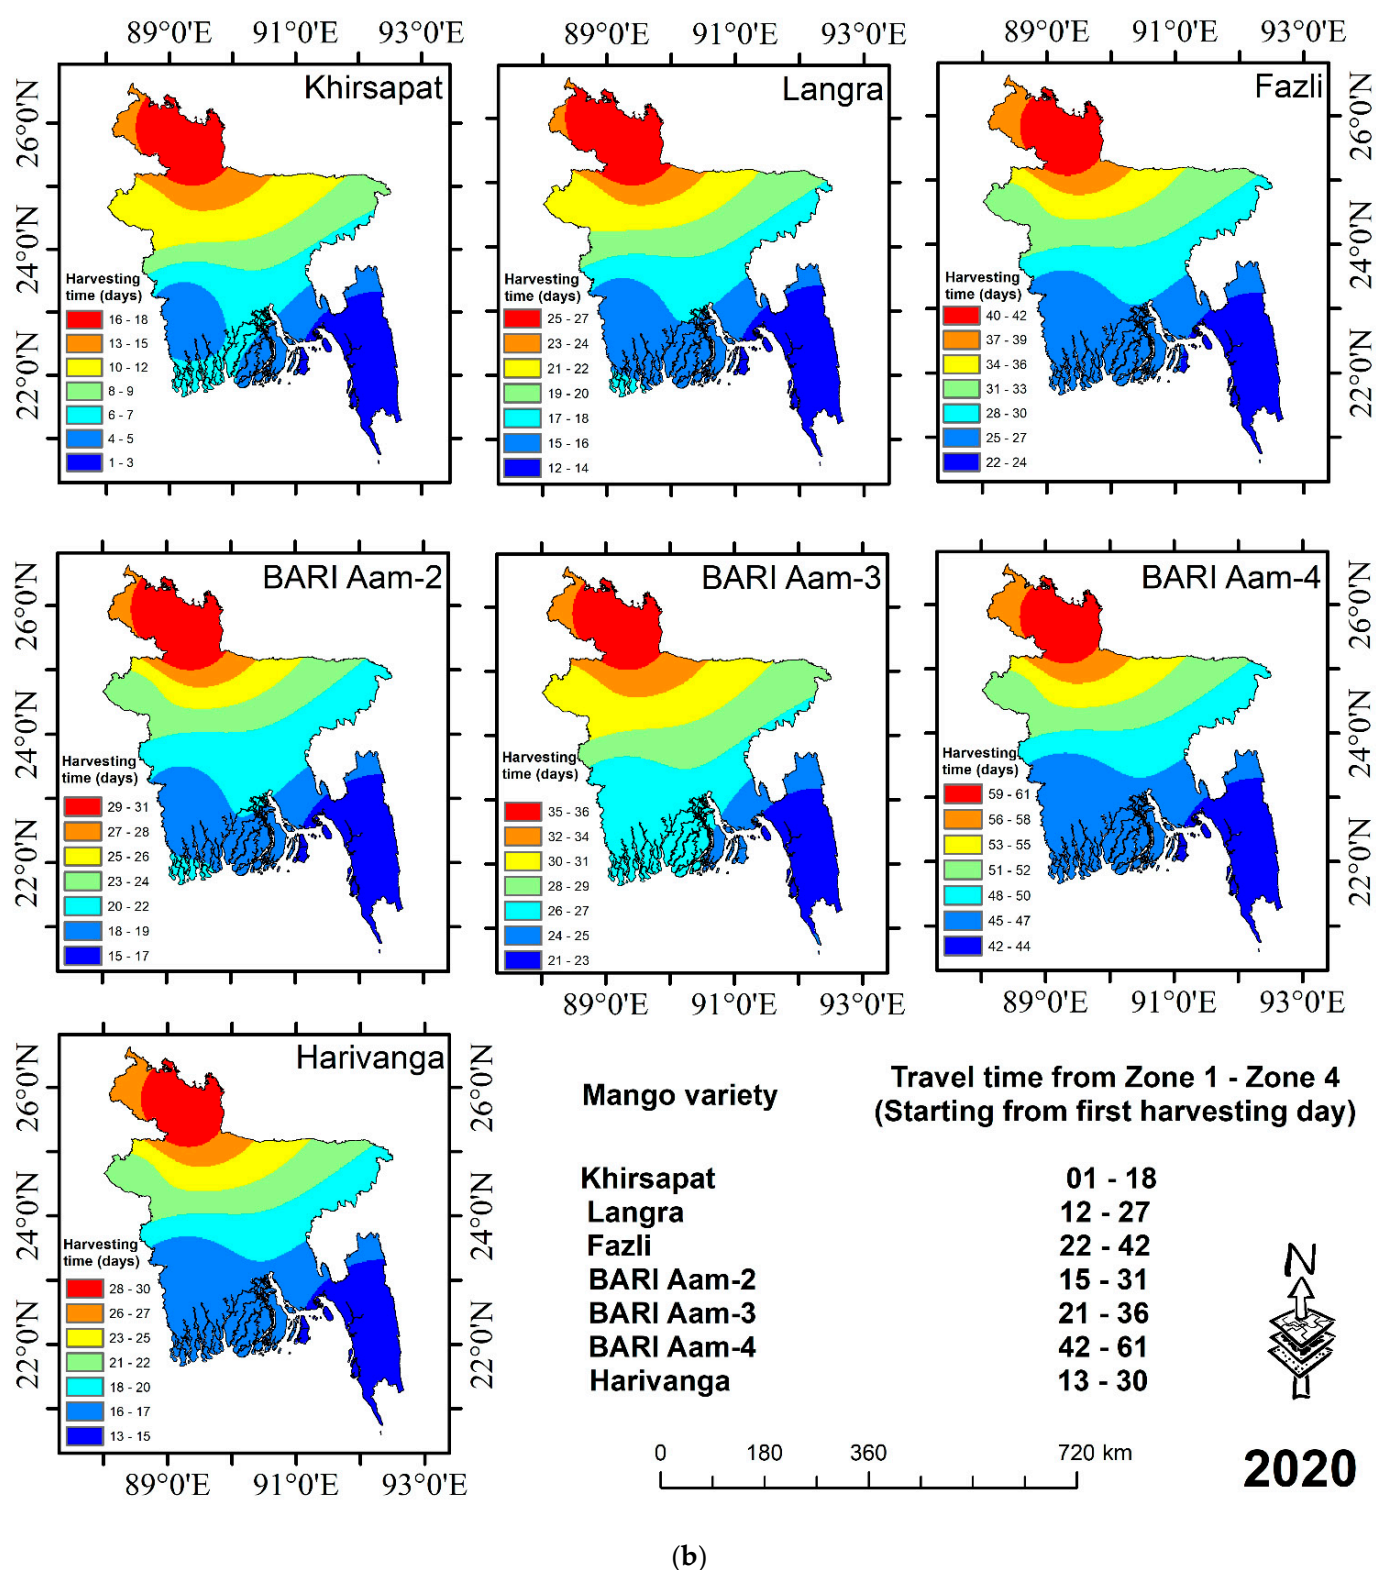 89°0'E 91°0'E 93°0'E
89°0'E 91°0'E 93°0'E
89°0'E 91°0'E 93°0'E
26°0'N
24°0'N
22°0'N
Khirsapat
Harvesting
time (days)
16 - 18
13 - 15
10 - 12
8 - 9
6 - 7
4 - 5
1 - 3
Langra
Harvesting
time (days)
25 - 27
23 - 24
21 - 22
19 - 20
17 - 18
15 - 16
12 - 14
Fazli
Harvesting
time (days)
40 - 42
37 - 39
34 - 36
31 - 33
28 - 30
25 - 27
22 - 24
26°0'N
24°0'N
22°0'N
26°0'N
24°0'N
22°0'N
BARI Aam-2
Harvesting
time (days)
29 - 31
27 - 28
25 - 26
23 - 24
20 - 22
18 - 19
15 - 17
BARI Aam-3
Harvesting
time (days)
35 - 36
32 - 34
30 - 31
28 - 29
26 - 27
24 - 25
21 - 23
BARI Aam-4
Harvesting
time (days)
59 - 61
56 - 58
53 - 55
51 - 52
48 - 50
45 - 47
42 - 44
26°0'N
24°0'N
22°0'N
89°0'E 91°0'E 93°0'E
89°0'E 91°0'E 93°0'E
26°0'N
24°0'N
22°0'N
Harivanga
Harvesting
time (days)
28 - 30
26 - 27
23 - 25
21 - 22
18 - 20
16 - 17
13 - 15
26°0'N
24°0'N
22°0'N
89°0'E 91°0'E 93°0'E
Mango variety
Travel time from Zone 1 - Zone 4
(Starting from first harvesting day)
Khirsapat 01 - 18
Langra 12 - 27
Fazli 22 - 42
BARI Aam-2 15 - 31
BARI Aam-3 21 - 36
BARI Aam-4 42 - 61
Harivanga 13 - 30
N
0 180 360 720 km
2020
(b)